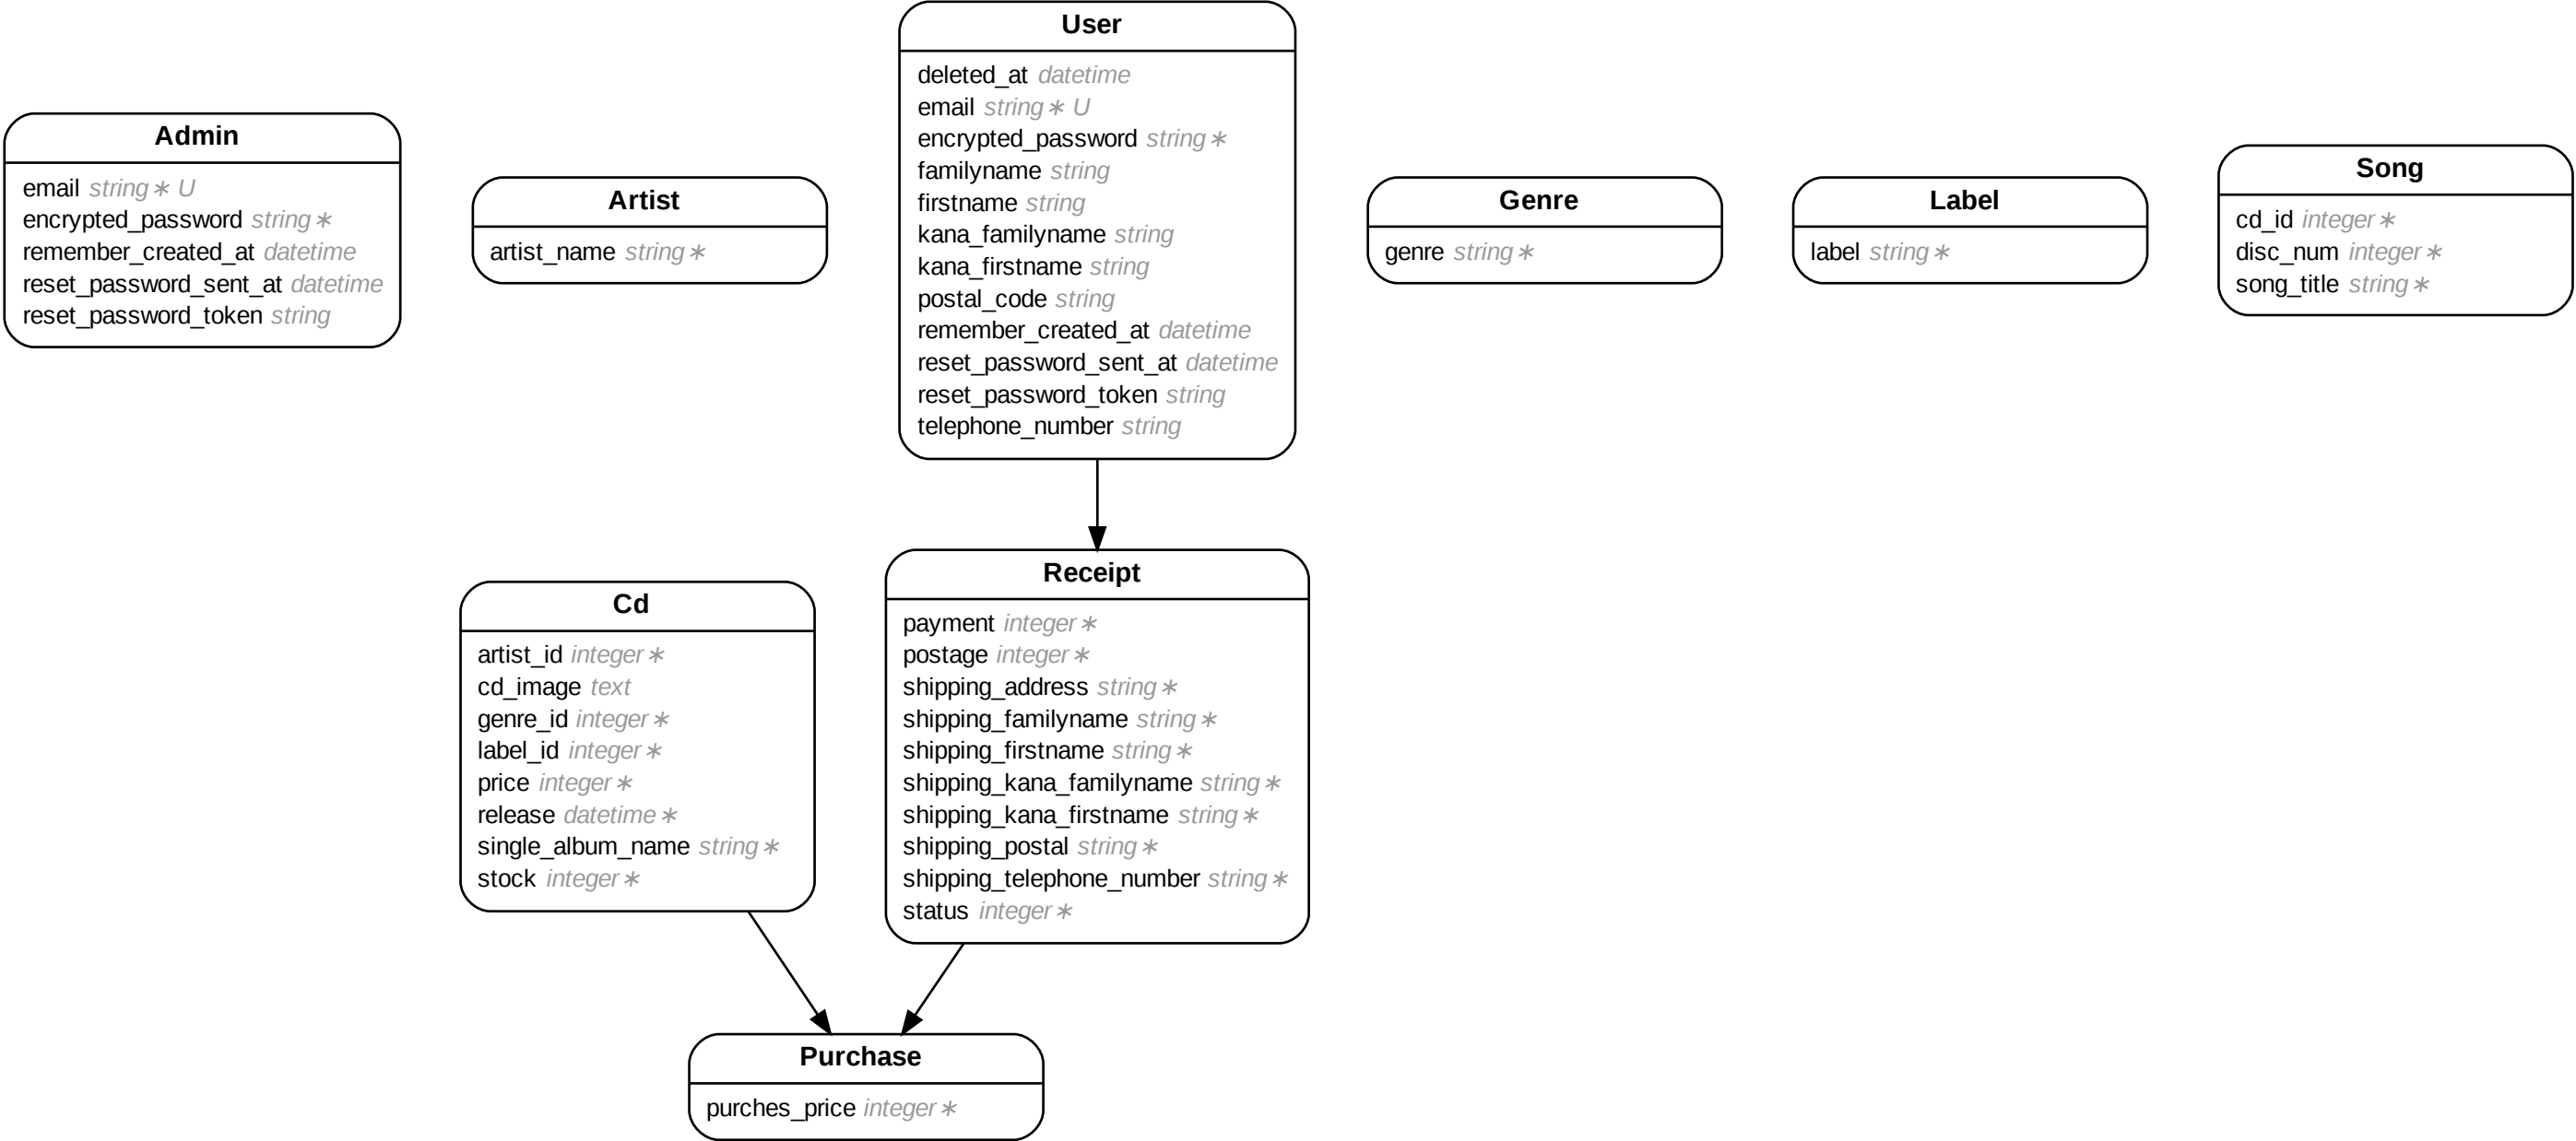 User
deleted_at datetime
email string∗ U
encrypted_password string∗
familyname string
firstname string
kana_familyname string
kana_firstname string
postal_code string
remember_created_at datetime
reset_password_sent_at datetime
reset_password_token string
telephone_number string
Admin
email string∗ U
encrypted_password string∗
remember_created_at datetime
reset_password_sent_at datetime
reset_password_token string
Artist
artist_name string∗
Genre
genre string∗
Label
label string∗
Song
cd_id integer∗
disc_num integer∗
song_title string∗
Cd
artist_id integer∗
cd_image text
genre_id integer∗
label_id integer∗
price integer∗
release datetime∗
single_album_name string∗
stock integer∗
Receipt
payment integer∗
postage integer∗
shipping_address string∗
shipping_familyname string∗
shipping_firstname string∗
shipping_kana_familyname string∗
shipping_kana_firstname string∗
shipping_postal string∗
shipping_telephone_number string∗
status integer∗
Purchase
purches_price integer∗